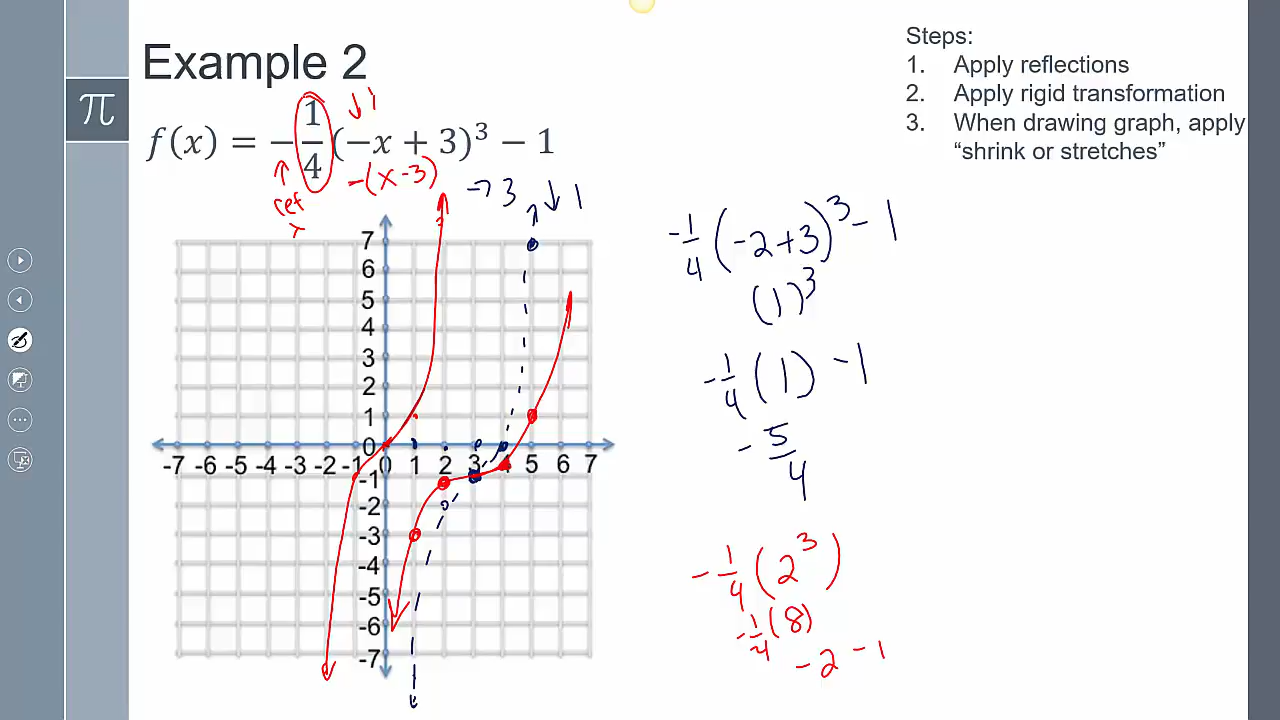 π
Example 2
Steps:
1. Apply reflections
2. Apply rigid transformation
3. When drawing graph, apply
“shrink or stretches”
↓ 1
f(x) = −1/4(−x + 3)³ − 1
↑ ref x
-(x-3)
→ 3 ↓ 1
7
6
5
4
3
2
1
0
-7 -6 -5 -4 -3 -2 -1 0 1 2 3 4 5 6 7
-1
-2
-3
-4
-5
-6
-7
-1/4 (-2+3)³ - 1
(1)³
-1/4 (1) - 1
-5/4
-1/4 (2³)
-1/4 (8)
-2 -1